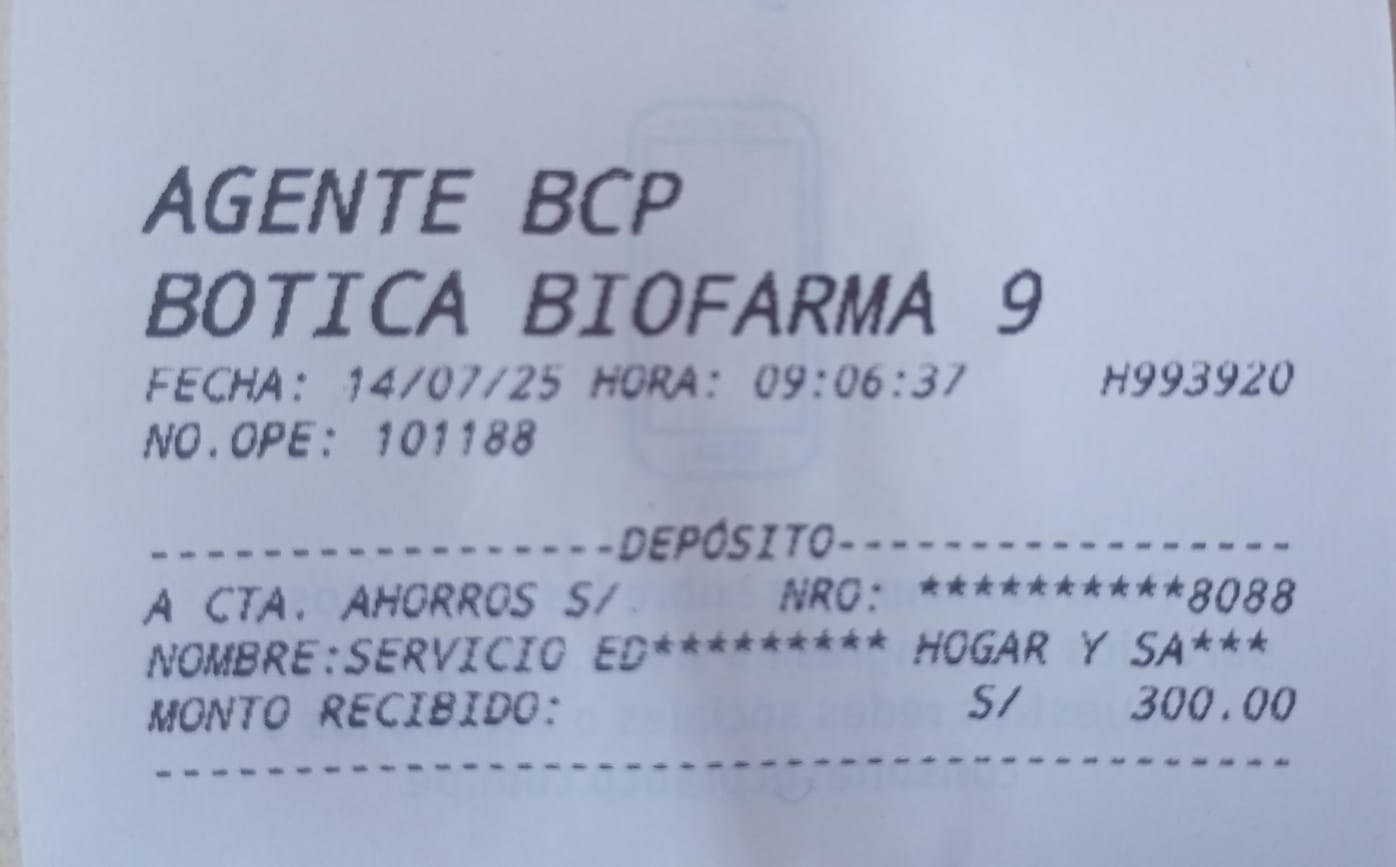 AGENTE BCP
BOTICA BIOFARMA 9
FECHA: 14/07/25 HORA: 09:06:37 H993920
NO.OPE: 101188
------------------DEPÓSITO------------------
A CTA. AHORROS S/ NRO: **********8088
NOMBRE:SERVICIO ED********* HOGAR Y SA***
MONTO RECIBIDO: S/ 300.00
--------------------------------------------